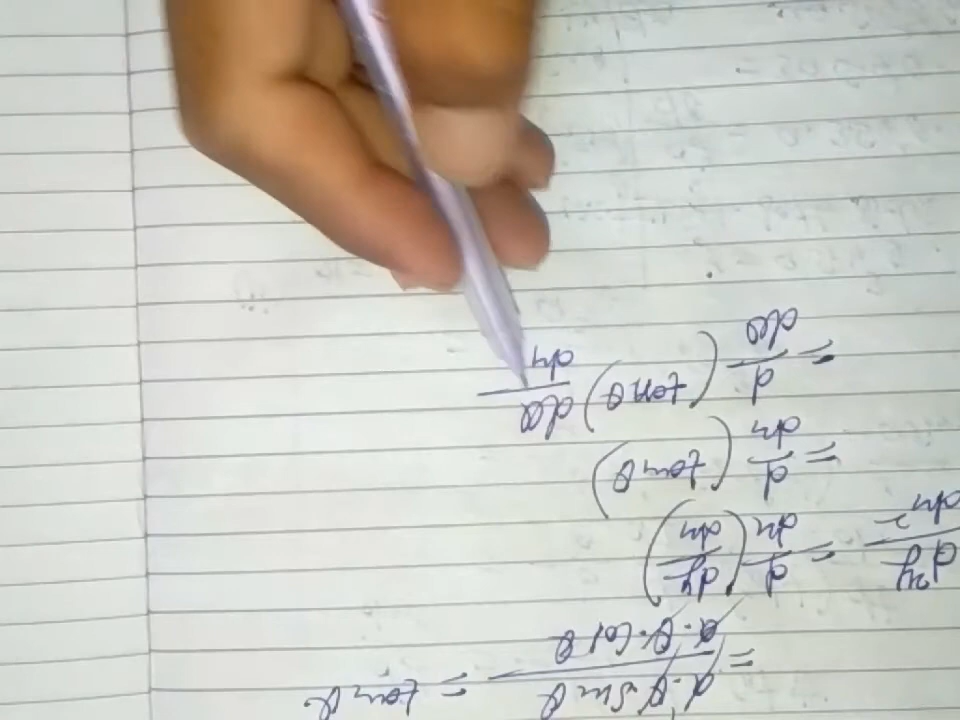 = a.θ.sinθ / a.θ.cosθ = tanθ
d²y/dx² = d/dx (dy/dx)
= d/dx (tanθ)
= d/dθ (tanθ) dθ/dx